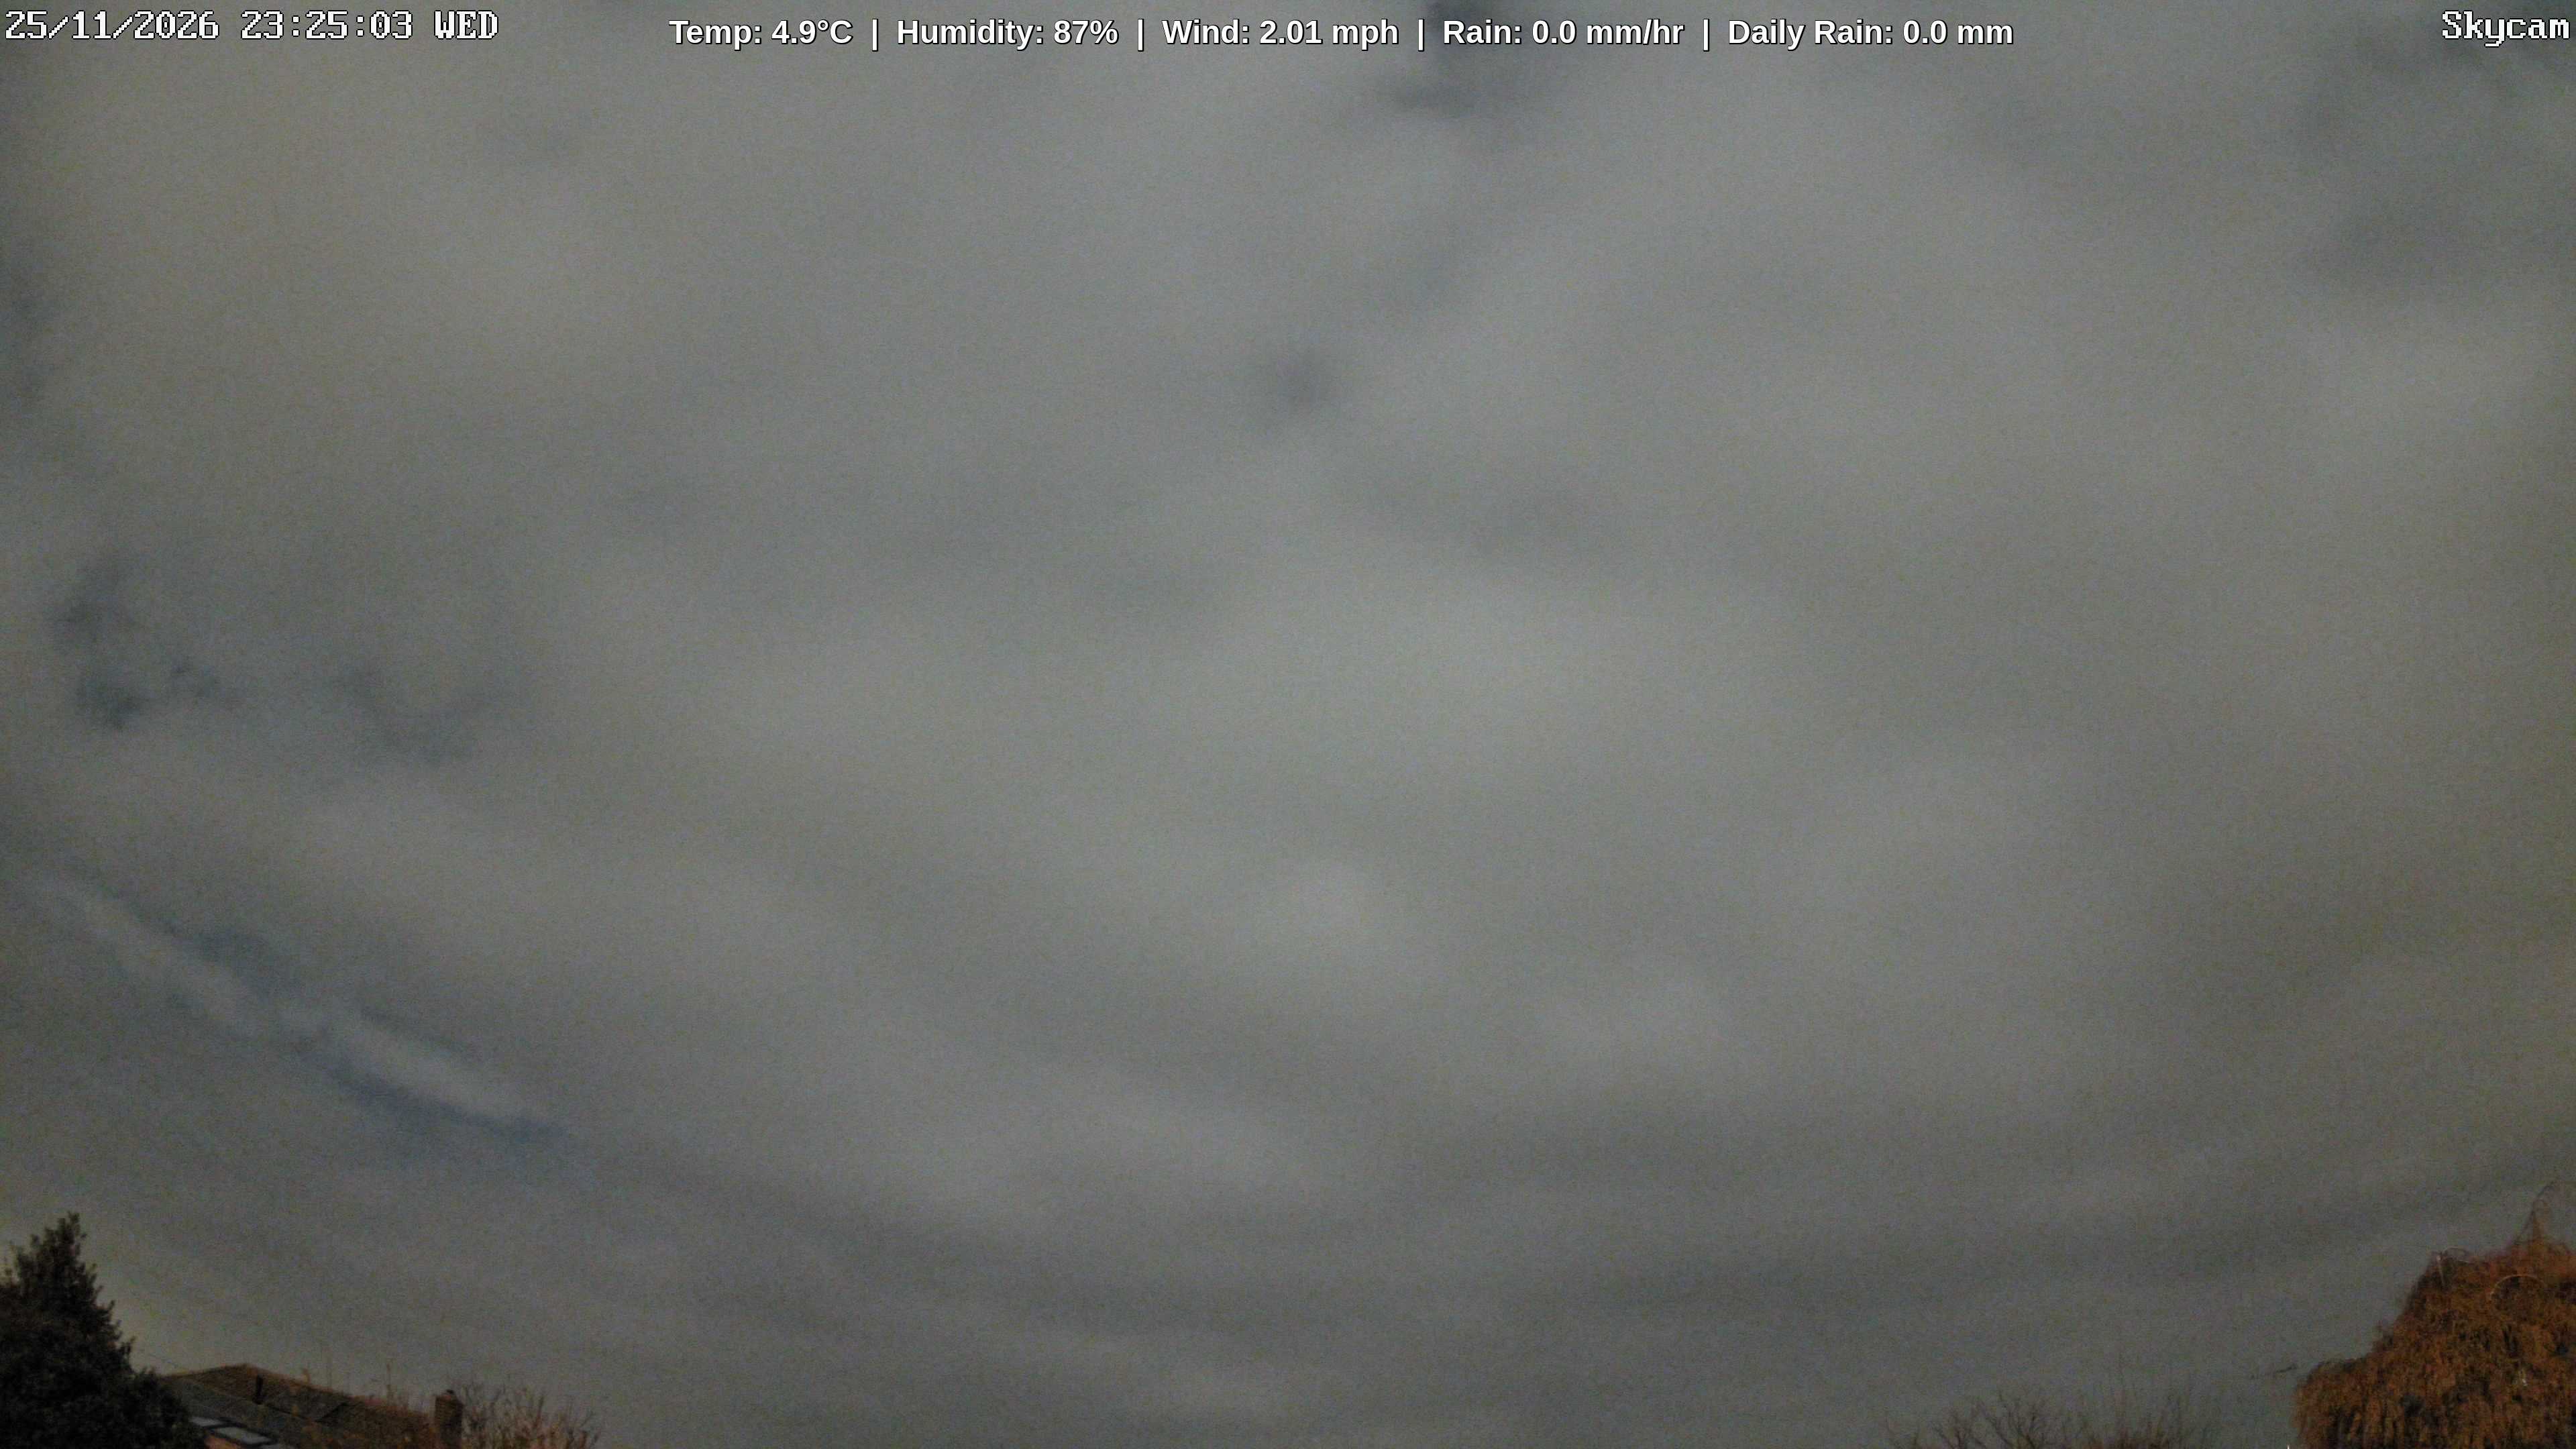 25/11/2026 23:25:03 WED
Temp: 4.9°C | Humidity: 87% | Wind: 2.01 mph | Rain: 0.0 mm/hr | Daily Rain: 0.0 mm
Skycam